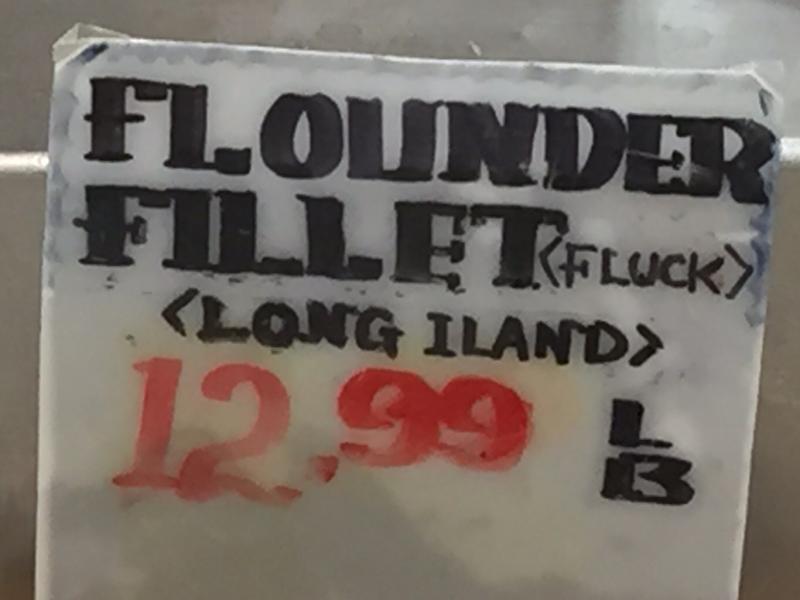 FLOUNDER
FILLET <FLUCK>
<LONG ILAND>
12.99 LB